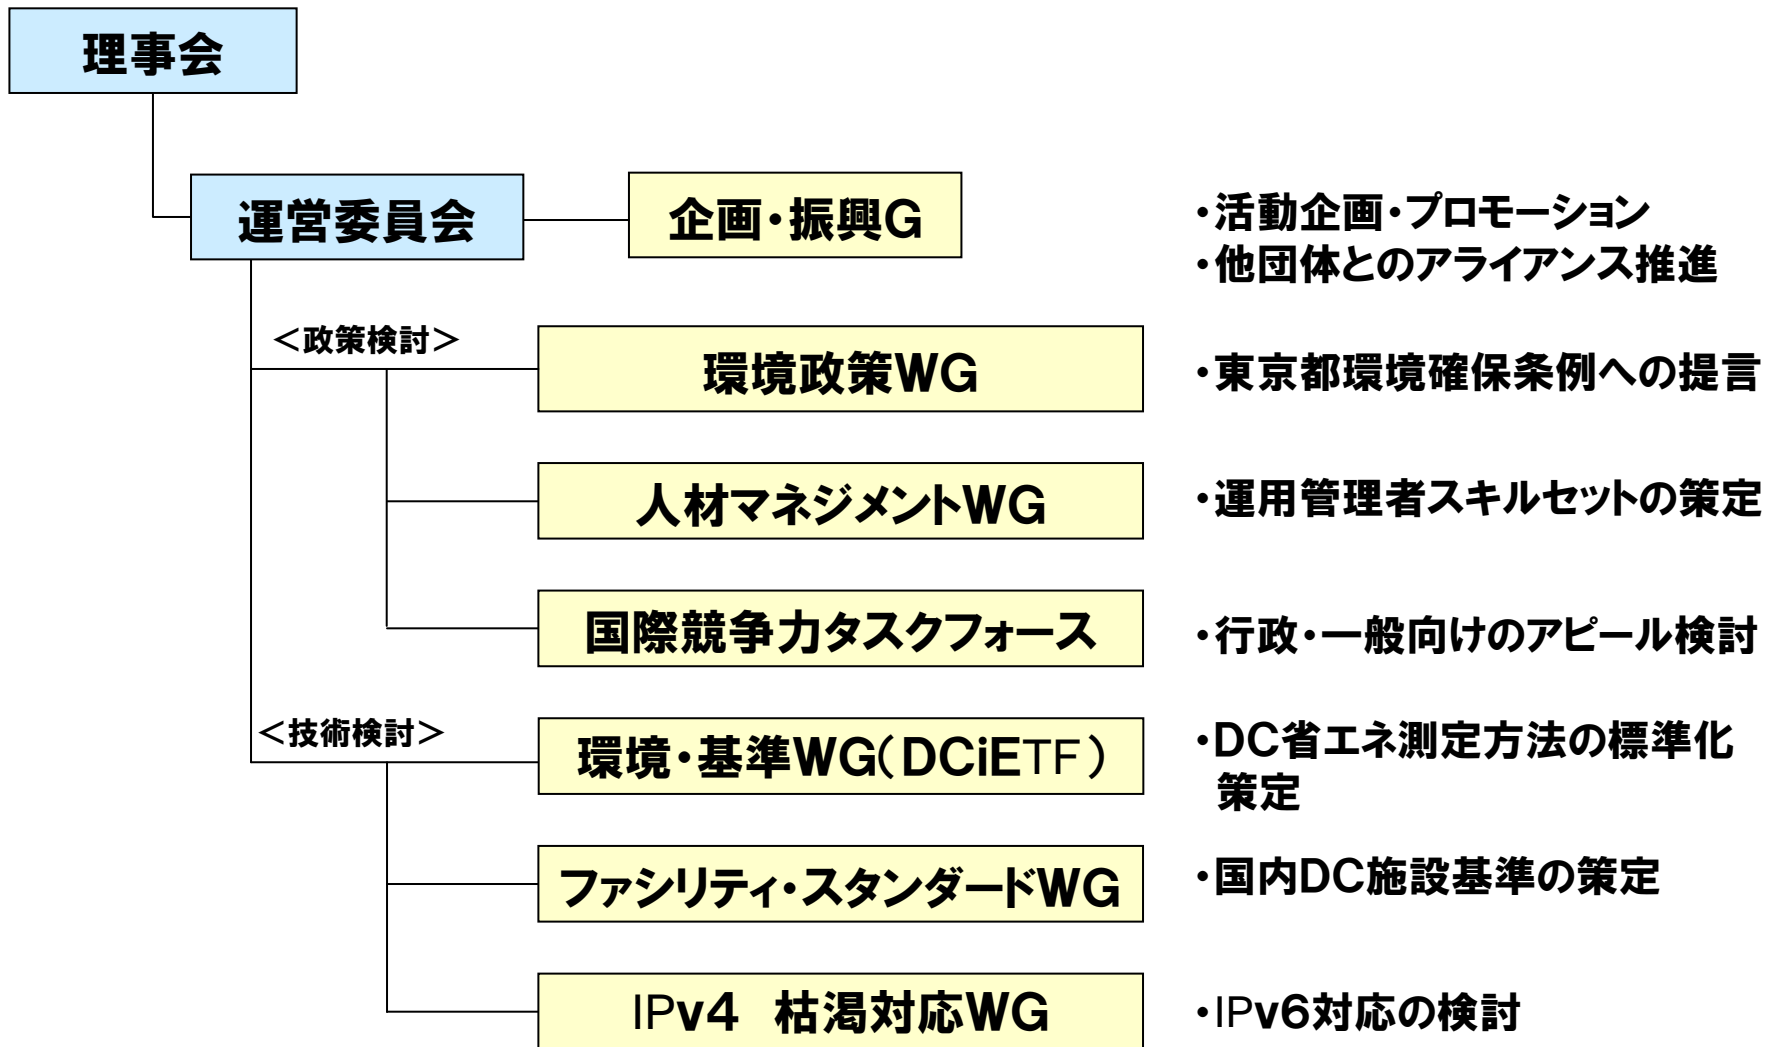 理事会
運営委員会
企画・振興G
・活動企画・プロモーション
・他団体とのアライアンス推進
＜政策検討＞
環境政策WG
・東京都環境確保条例への提言
人材マネジメントWG
・運用管理者スキルセットの策定
国際競争力タスクフォース
・行政・一般向けのアピール検討
＜技術検討＞
環境・基準WG(DCiETF)
・DC省エネ測定方法の標準化
策定
ファシリティ・スタンダードWG
・国内DC施設基準の策定
IPv4　枯渇対応WG
・IPv6対応の検討